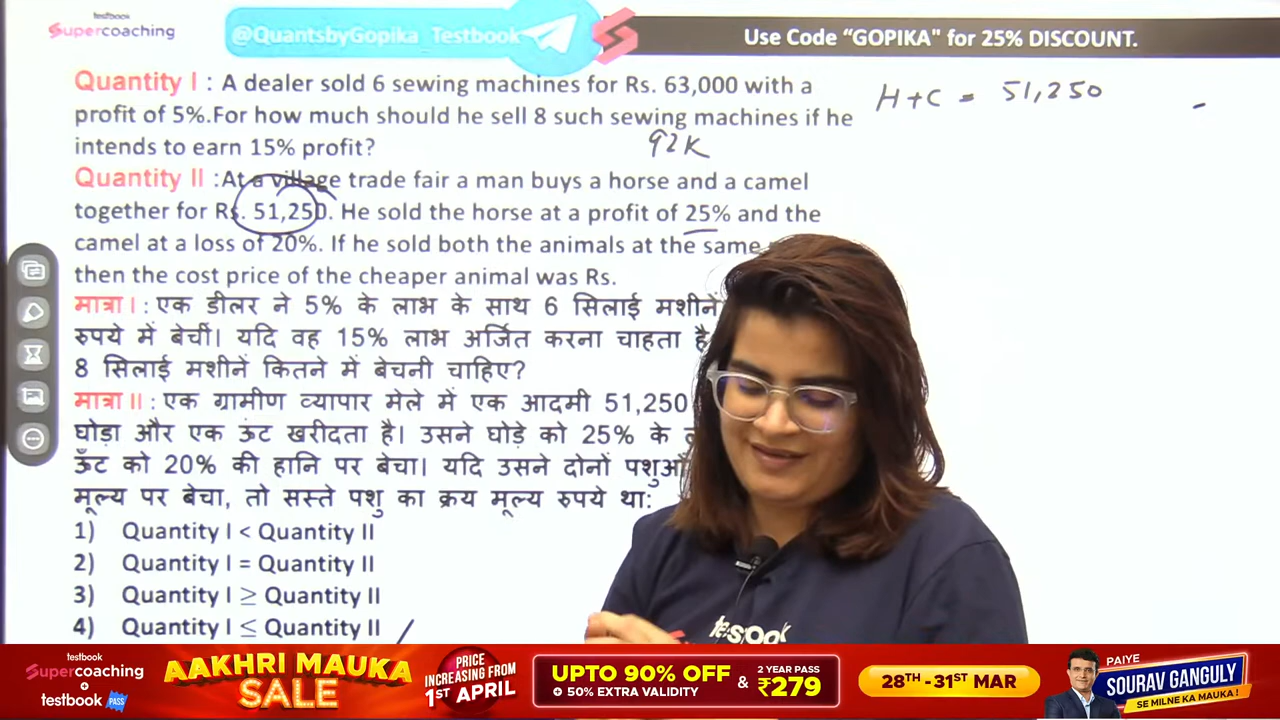 testbook
Supercoaching
@QuantsbyGopika Testbook
Use Code “GOPIKA" for 25% DISCOUNT.
Quantity I : A dealer sold 6 sewing machines for Rs. 63,000 with a
profit of 5%.For how much should he sell 8 such sewing machines if he
intends to earn 15% profit?
92K
H+C = 51,250
Quantity II :At a village trade fair a man buys a horse and a camel
together for Rs. 51,250. He sold the horse at a profit of 25% and the
camel at a loss of 20%. If he sold both the animals at the same
then the cost price of the cheaper animal was Rs.
मात्रा I : एक डीलर ने 5% के लाभ के साथ 6 सिलाई मशीनें
रुपये में बेचीं। यदि वह 15% लाभ अर्जित करना चाहता है
8 सिलाई मशीनें कितने में बेचनी चाहिए?
मात्रा II : एक ग्रामीण व्यापार मेले में एक आदमी 51,250
घोड़ा और एक ऊंट खरीदता है। उसने घोड़े को 25% के
ऊँट को 20% की हानि पर बेचा। यदि उसने दोनों पशुओं
मूल्य पर बेचा, तो सस्ते पशु का क्रय मूल्य रुपये था:
1) Quantity I < Quantity II
2) Quantity I = Quantity II
3) Quantity I ≥ Quantity II
4) Quantity I ≤ Quantity II
testbook
testbook
Supercoaching
+
testbook PASS
AAKHRI MAUKA
SALE
PRICE
INCREASING FROM
1ST APRIL
UPTO 90% OFF
+ 50% EXTRA VALIDITY
&
2 YEAR PASS
₹279
28TH - 31ST MAR
PAIYE
SOURAV GANGULY
SE MILNE KA MAUKA !